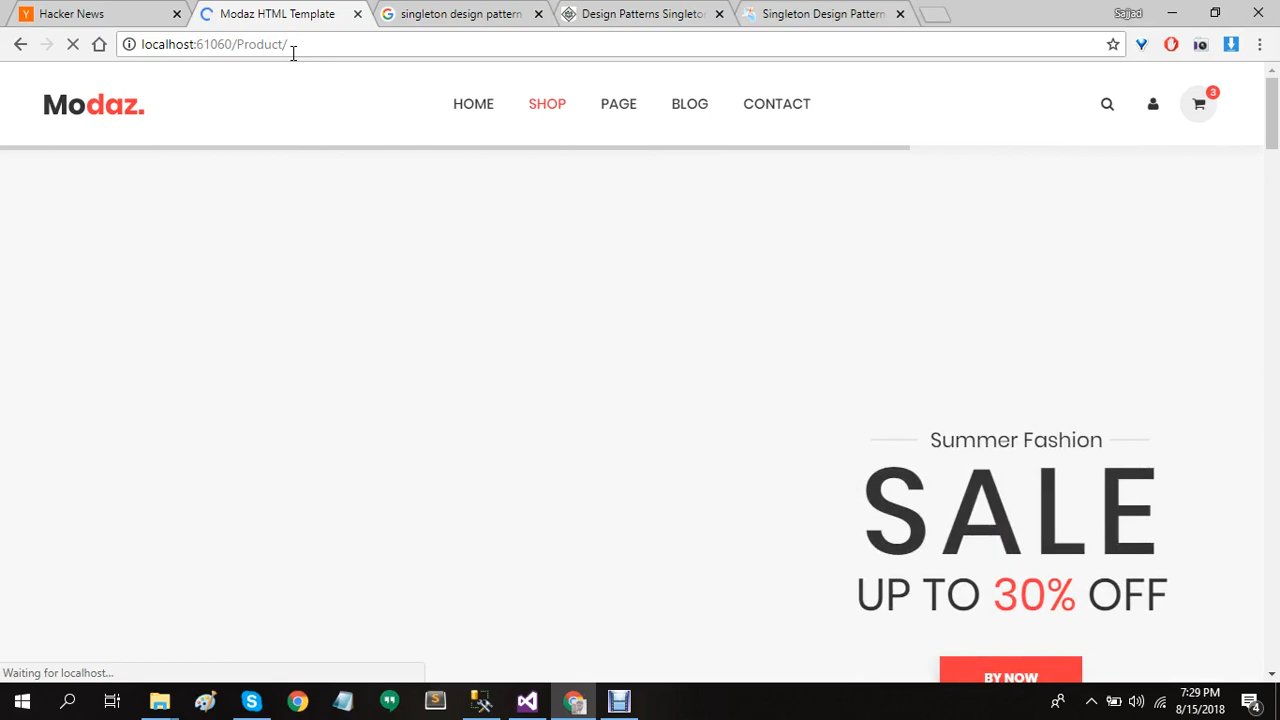 Hacker News
Modaz HTML Template
singleton design pattern
Design Patterns Singleto
Singleton Design Pattern
Sajjed
localhost:61060/Product/
Modaz.
HOME
SHOP
PAGE
BLOG
CONTACT
3
Summer Fashion
SALE
UP TO 30% OFF
BY NOW
Waiting for localhost...
7:29 PM
8/15/2018
4